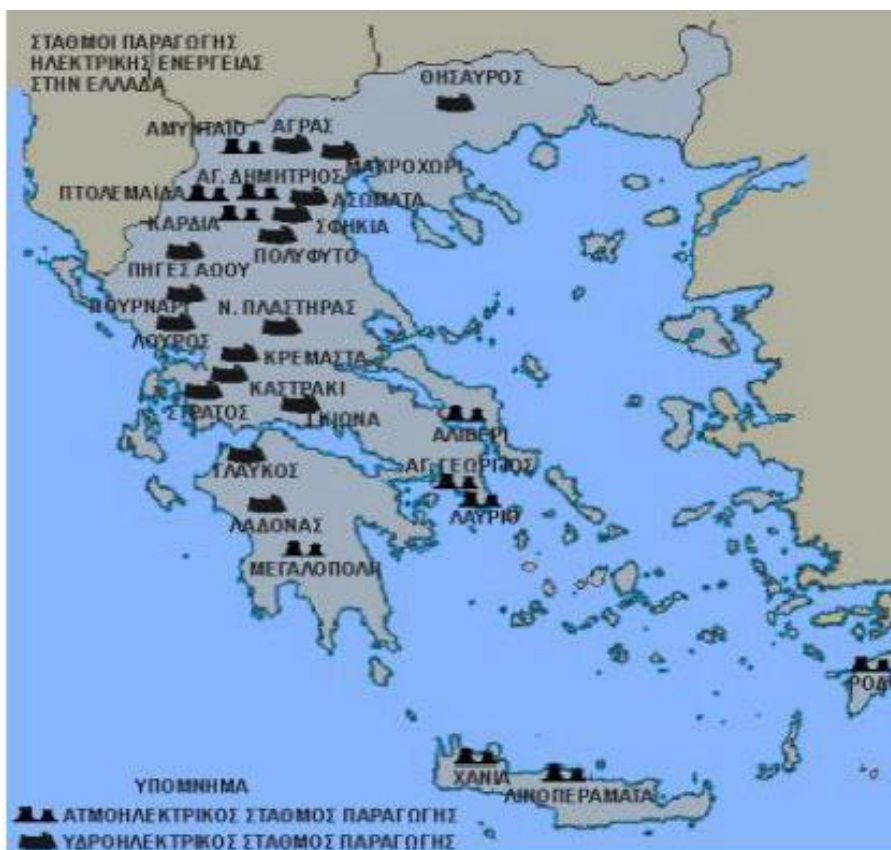 ΣΤΑΘΜΟΙ ΠΑΡΑΓΩΓΗΣ
ΗΛΕΚΤΡΙΚΗΣ ΕΝΕΡΓΕΙΑΣ
ΣΤΗΝ ΕΛΛΑΔΑ
ΘΗΣΑΥΡΟΣ
ΑΜΥΝΤΑΙΟ
ΑΓΡΑΣ
ΜΑΚΡΟΧΩΡΙ
ΑΓ. ΔΗΜΗΤΡΙΟΣ
ΠΤΟΛΕΜΑΙΔΑ
ΑΣΩΜΑΤΑ
ΚΑΡΔΙΑ
ΣΦΗΚΙΑ
ΠΟΛΥΦΥΤΟ
ΠΗΓΕΣ ΑΩΟΥ
ΠΟΥΡΝΑΡΙ
Ν. ΠΛΑΣΤΗΡΑΣ
ΛΟΥΡΟΣ
ΚΡΕΜΑΣΤΑ
ΚΑΣΤΡΑΚΙ
ΣΤΡΑΤΟΣ
ΓΚΙΩΝΑ
ΑΛΙΒΕΡΙ
ΓΛΑΥΚΟΣ
ΑΓ. ΓΕΩΡΓΙΟΣ
ΛΑΥΡΙΟ
ΛΑΔΟΝΑΣ
ΜΕΓΑΛΟΠΟΛΗ
ΡΟΔ
ΧΑΝΙΑ
ΛΙΝΟΠΕΡΑΜΑΤΑ
ΥΠΟΜΝΗΜΑ
ΑΤΜΟΗΛΕΚΤΡΙΚΟΣ ΣΤΑΘΜΟΣ ΠΑΡΑΓΩΓΗΣ
ΥΔΡΟΗΛΕΚΤΡΙΚΟΣ ΣΤΑΘΜΟΣ ΠΑΡΑΓΩΓΗΣ